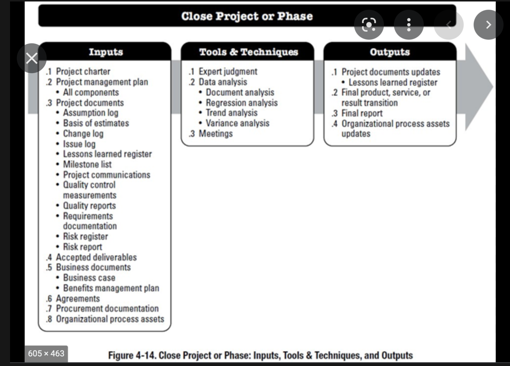 Close Project or Phase
Inputs
.1 Project charter
.2 Project management plan
• All components
.3 Project documents
• Assumption log
• Basis of estimates
• Change log
• Issue log
• Lessons learned register
• Milestone list
• Project communications
• Quality control
measurements
• Quality reports
• Requirements
documentation
• Risk register
• Risk report
.4 Accepted deliverables
.5 Business documents
• Business case
• Benefits management plan
.6 Agreements
.7 Procurement documentation
.8 Organizational process assets
Tools & Techniques
.1 Expert judgment
.2 Data analysis
• Document analysis
• Regression analysis
• Trend analysis
• Variance analysis
.3 Meetings
Outputs
.1 Project documents updates
• Lessons learned register
.2 Final product, service, or
result transition
.3 Final report
.4 Organizational process assets
updates
605 × 463
Figure 4-14. Close Project or Phase: Inputs, Tools & Techniques, and Outputs